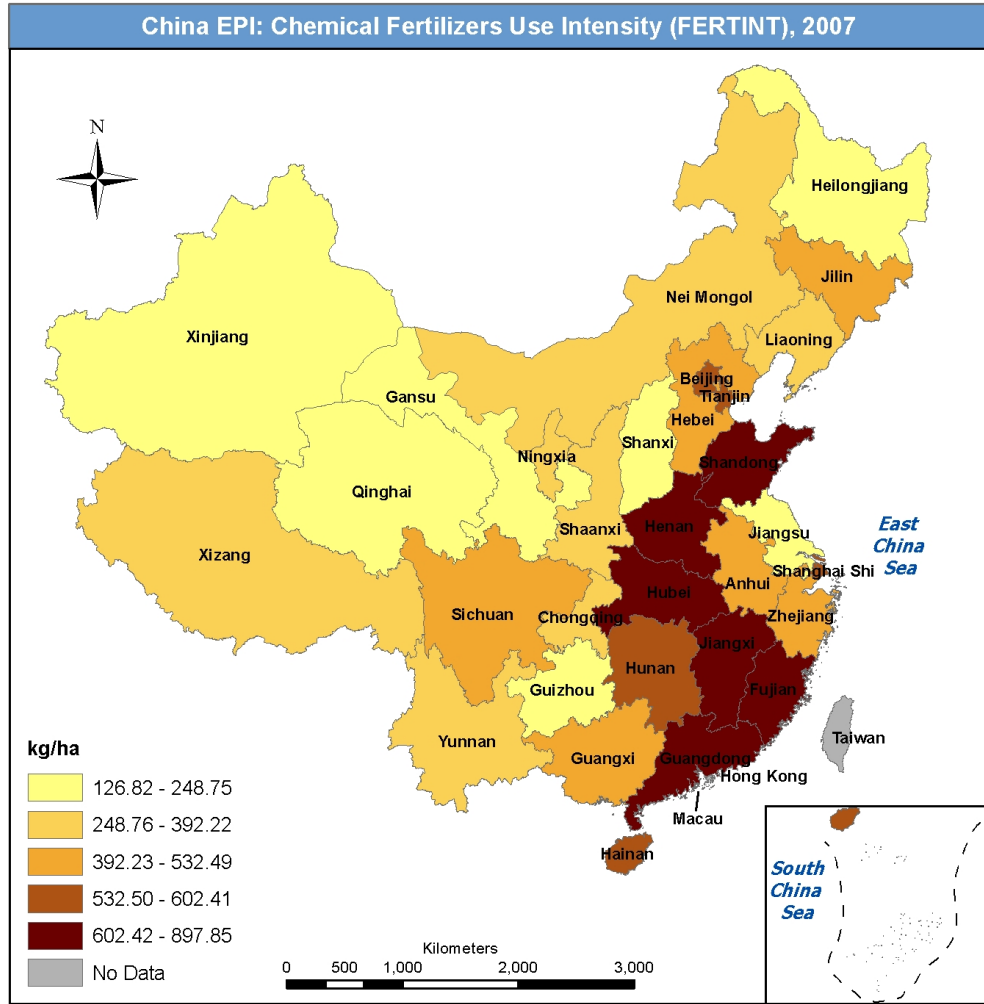 China EPI: Chemical Fertilizers Use Intensity (FERTINT), 2007
N
Heilongjiang
Jilin
Nei Mongol
Liaoning
Xinjiang
Gansu
Beijing
Tianjin
Hebei
Shanxi
Ningxia
Shandong
Qinghai
Shaanxi
Henan
Jiangsu
East
China
Sea
Xizang
Shanghai Shi
Anhui
Hubei
Sichuan
Chongqing
Zhejiang
Jiangxi
Hunan
Guizhou
Fujian
Yunnan
Guangxi
Guangdong
Taiwan
Hong Kong
Macau
Hainan
South
China
Sea
kg/ha
126.82 - 248.75
248.76 - 392.22
392.23 - 532.49
532.50 - 602.41
602.42 - 897.85
No Data
Kilometers
0 500 1,000 2,000 3,000